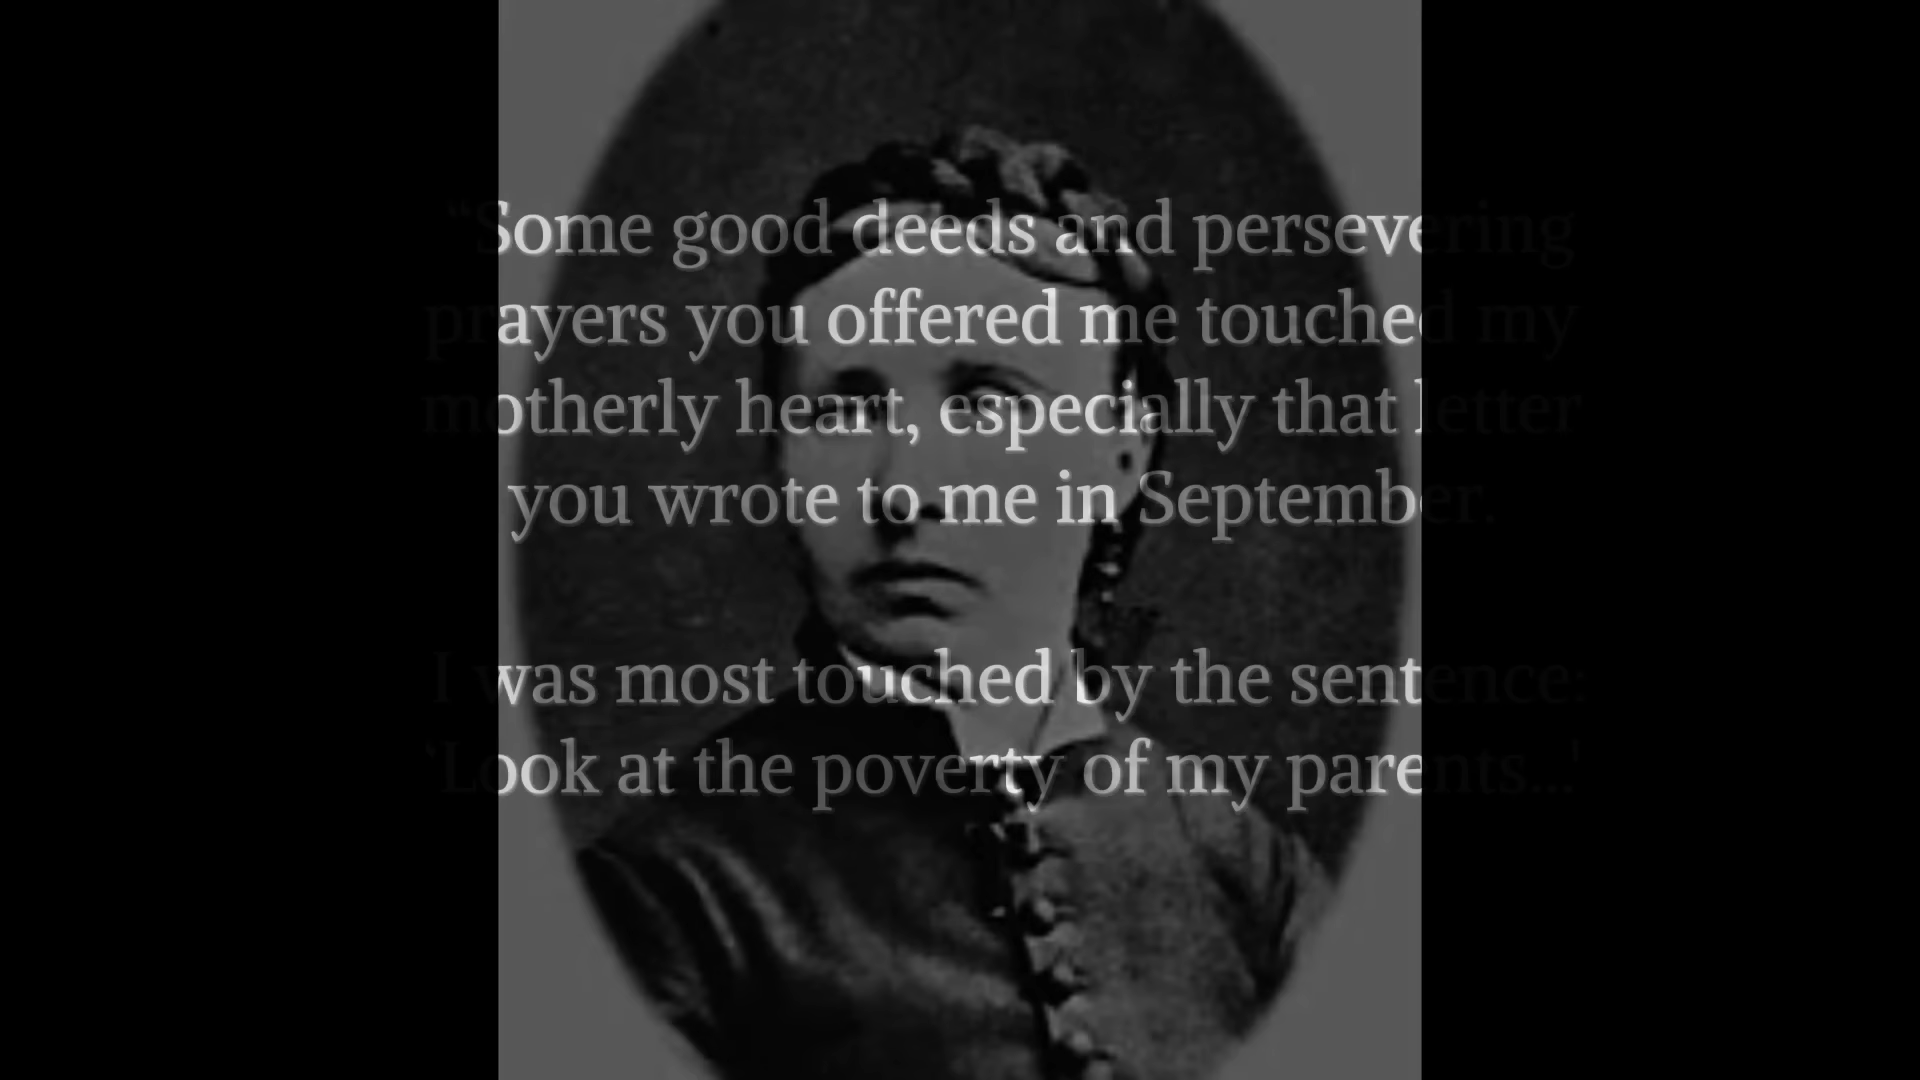 “Some good deeds and persevering
prayers you offered me touched my
motherly heart, especially that letter
you wrote to me in September.
I was most touched by the sentence:
‘Look at the poverty of my parents...'